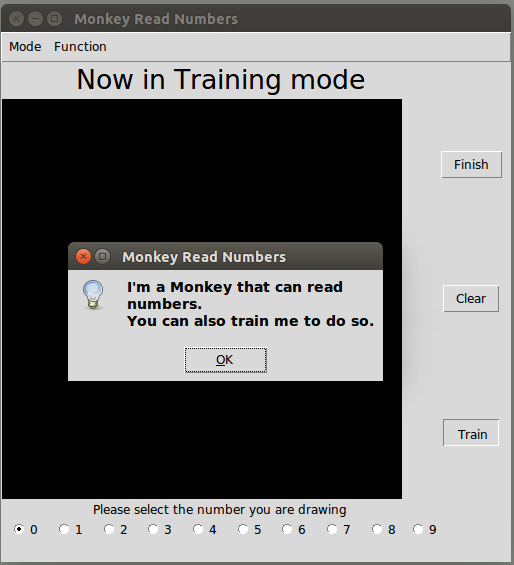 Monkey Read Numbers
Mode Function
Now in Training mode
Finish
Monkey Read Numbers
I'm a Monkey that can read
numbers.
You can also train me to do so.
Clear
OK
Train
Please select the number you are drawing
0 1 2 3 4 5 6 7 8 9